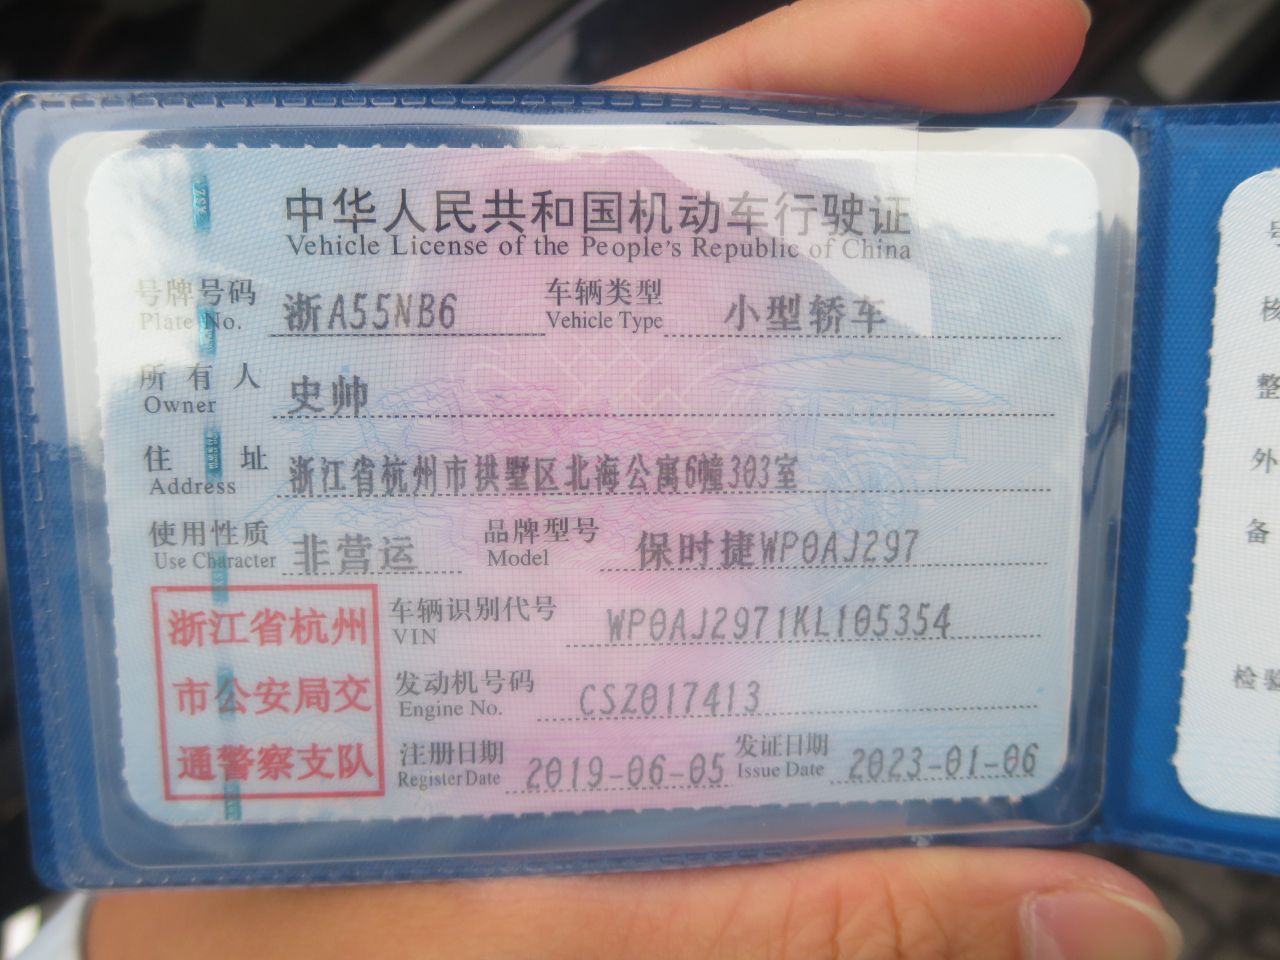 中华人民共和国机动车行驶证
Vehicle License of the People's Republic of China
号牌号码 浙A55NB6 车辆类型 小型轿车
Plate No. Vehicle Type
所有人 史帅
Owner
住址 浙江省杭州市拱墅区北海公寓6幢303室
Address
使用性质 非营运 品牌型号 保时捷WP0AJ297
Use Character Model
浙江省杭州
市公安局交
通警察支队
车辆识别代号 WP0AJ2971KL105354
VIN
发动机号码 CSZ017413
Engine No.
注册日期 2019-06-05 发证日期 2023-01-06
Register Date Issue Date
号
核
整
外
备
检验